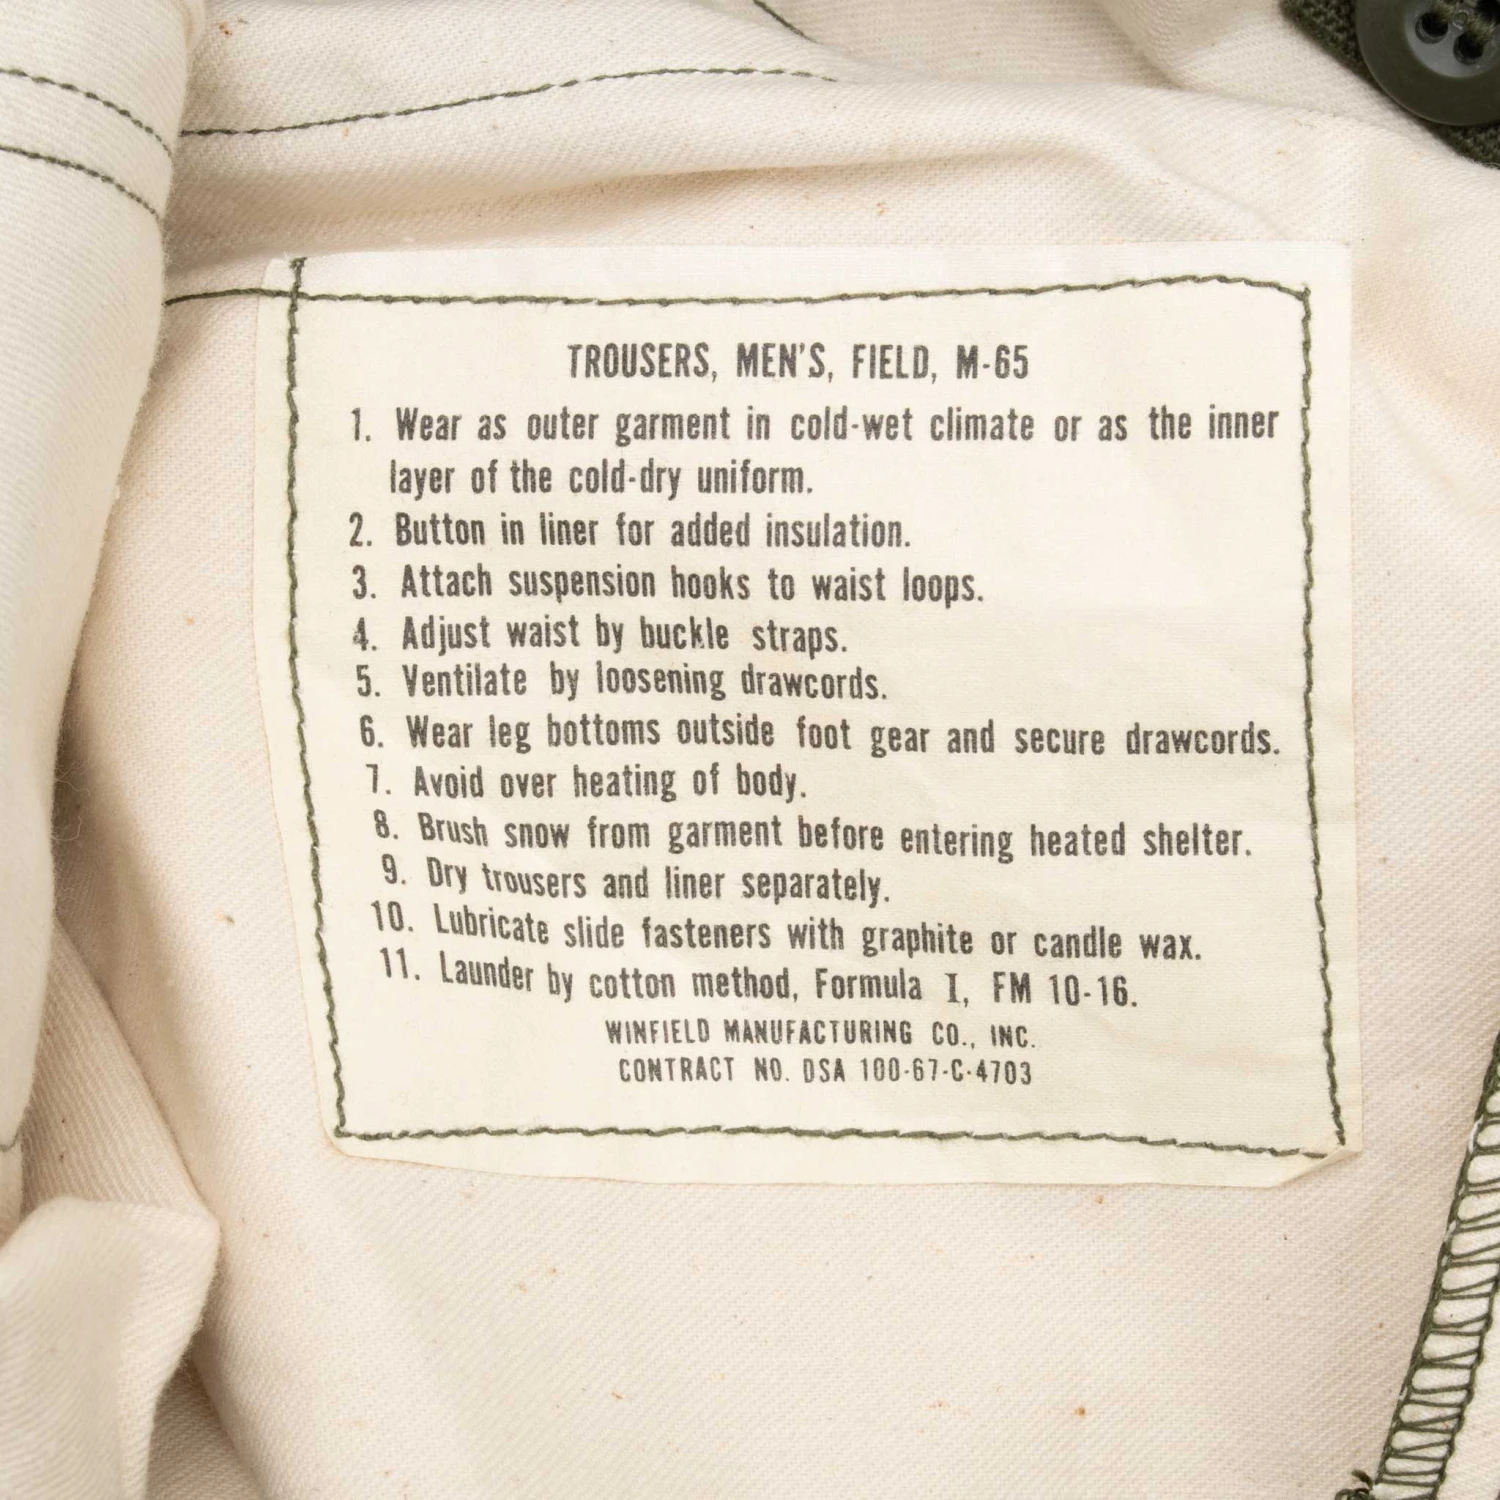 TROUSERS, MEN'S, FIELD, M-65
1. Wear as outer garment in cold-wet climate or as the inner
layer of the cold-dry uniform.
2. Button in liner for added insulation.
3. Attach suspension hooks to waist loops.
4. Adjust waist by buckle straps.
5. Ventilate by loosening drawcords.
6. Wear leg bottoms outside foot gear and secure drawcords.
7. Avoid over heating of body.
8. Brush snow from garment before entering heated shelter.
9. Dry trousers and liner separately.
10. Lubricate slide fasteners with graphite or candle wax.
11. Launder by cotton method, Formula I, FM 10-16.
WINFIELD MANUFACTURING CO., INC.
CONTRACT NO. DSA 100-67-C-4703